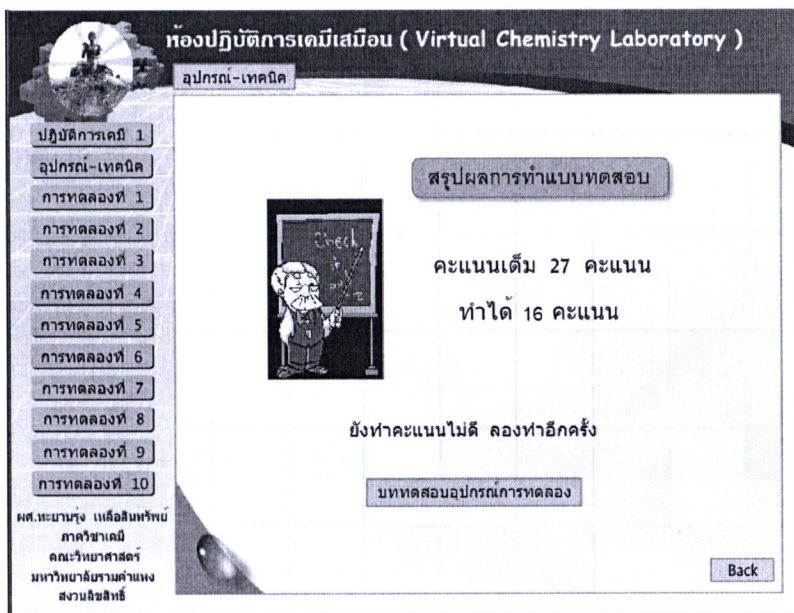 ห้องปฏิบัติการเคมีเสมือน ( Virtual Chemistry Laboratory )
อุปกรณ์-เทคนิค
ปฎิบัติการเคมี 1
อุปกรณ์-เทคนิค
การทดลองที่ 1
การทดลองที่ 2
การทดลองที่ 3
การทดลองที่ 4
การทดลองที่ 5
การทดลองที่ 6
การทดลองที่ 7
การทดลองที่ 8
การทดลองที่ 9
การทดลองที่ 10
ผศ.ทะยานรุ่ง เหลือสินทรัพย์
ภาควิชาเคมี
คณะวิทยาศาสตร์
มหาวิทยาลัยรามคำแหง
สงวนลิขสิทธิ์
สรุปผลการทำแบบทดสอบ
Check
คะแนนเต็ม 27 คะแนน
ทำได้ 16 คะแนน
ยังทำคะแนนไม่ดี ลองทำอีกครั้ง
บททดสอบอุปกรณ์การทดลอง
Back